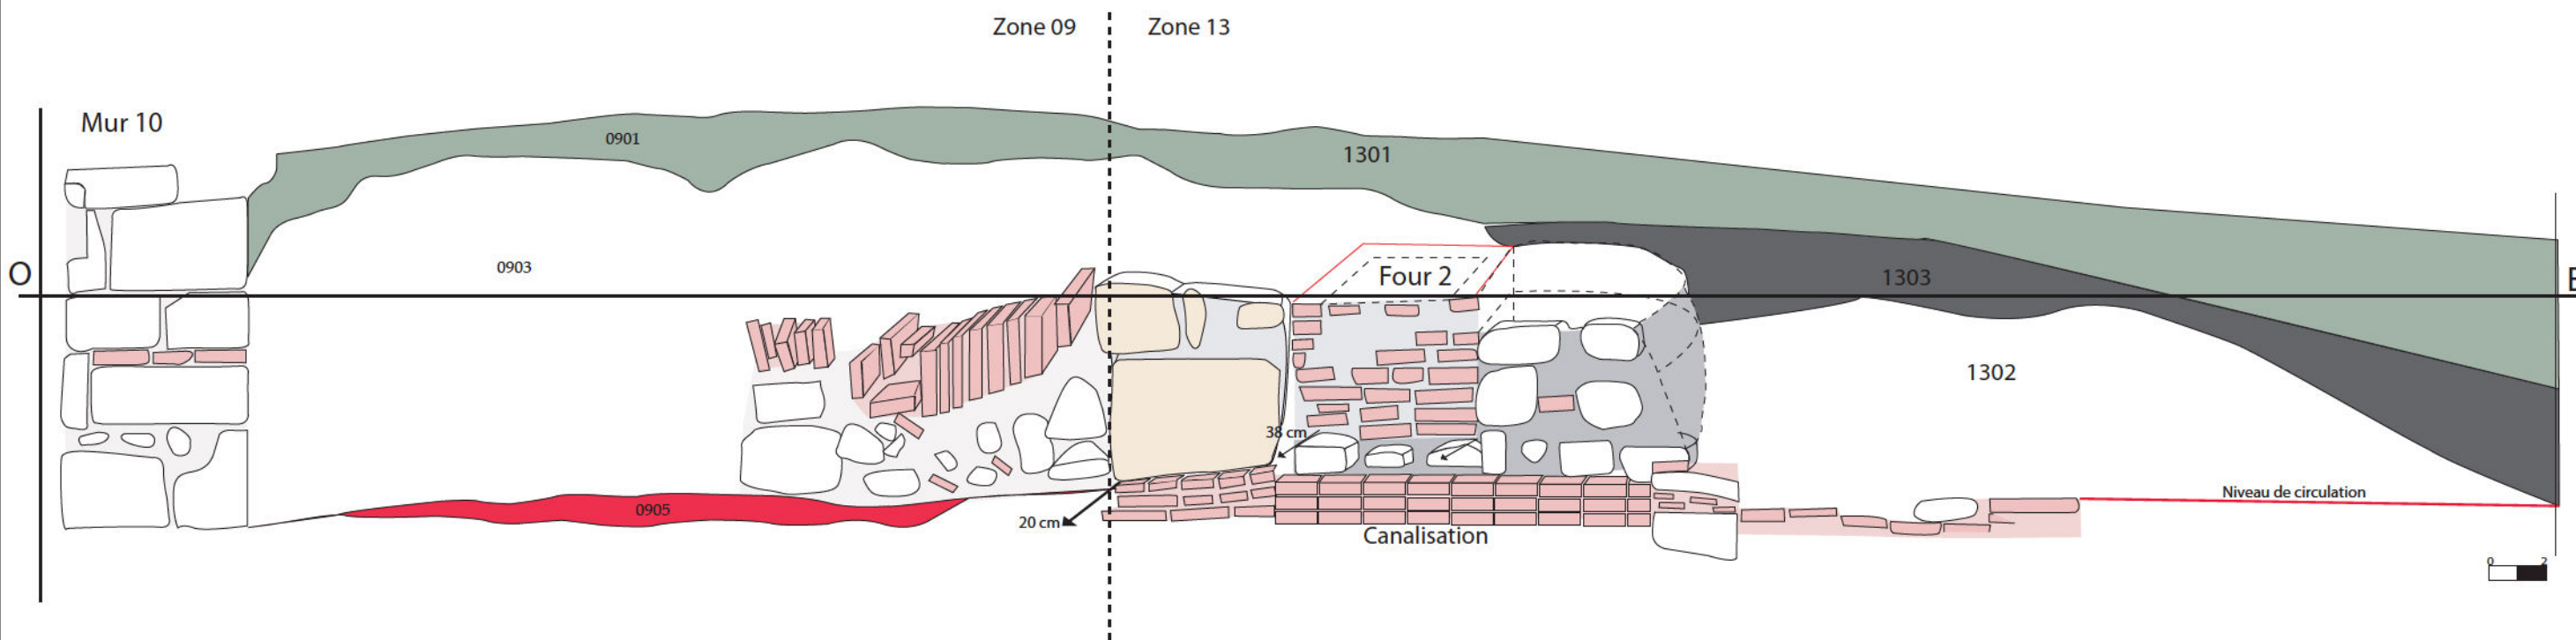 Zone 09
Zone 13
Mur 10
0901
1301
O
0903
Four 2
1303
E
38 cm
1302
0905
20 cm
Canalisation
Niveau de circulation
0 2